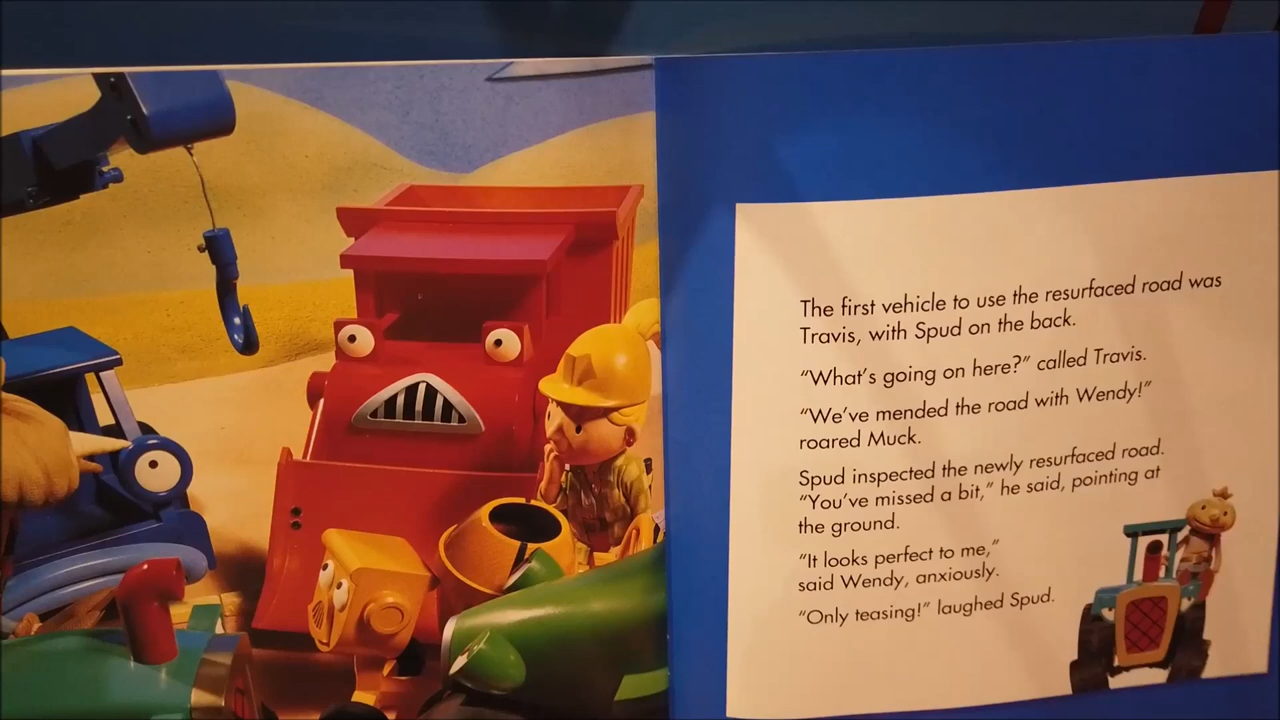 The first vehicle to use the resurfaced road was
Travis, with Spud on the back.
“What’s going on here?” called Travis.
“We’ve mended the road with Wendy!”
roared Muck.
Spud inspected the newly resurfaced road.
“You’ve missed a bit,” he said, pointing at
the ground.
“It looks perfect to me,”
said Wendy, anxiously.
“Only teasing!” laughed Spud.